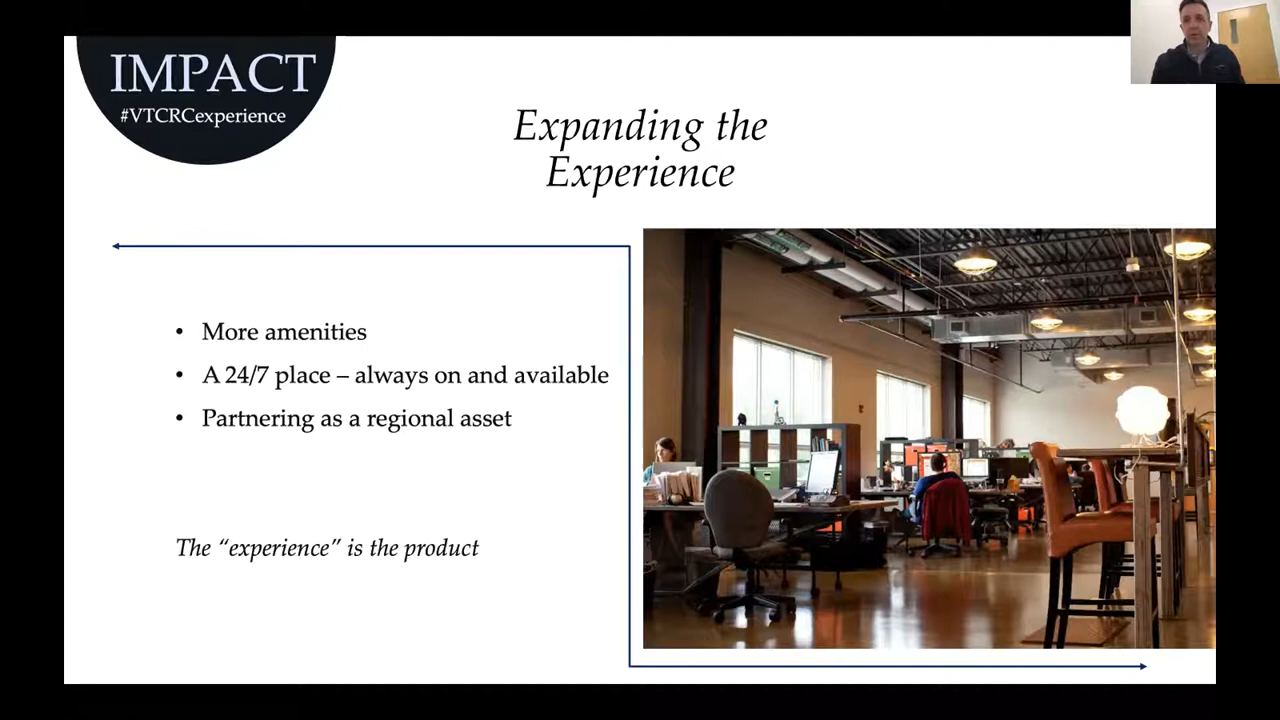 IMPACT
#VTCRCexperience
Expanding the
Experience
• More amenities
• A 24/7 place – always on and available
• Partnering as a regional asset
The “experience” is the product